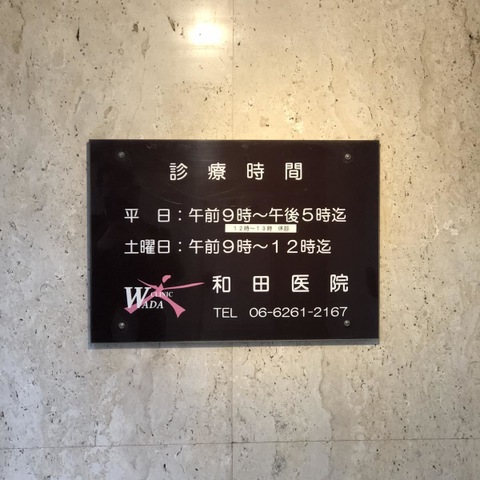 診療時間
平　日：午前９時～午後５時迄
１２時～１３時 休診
土曜日：午前９時～１２時迄
WADA CLINIC
和田医院
TEL 06-6261-2167